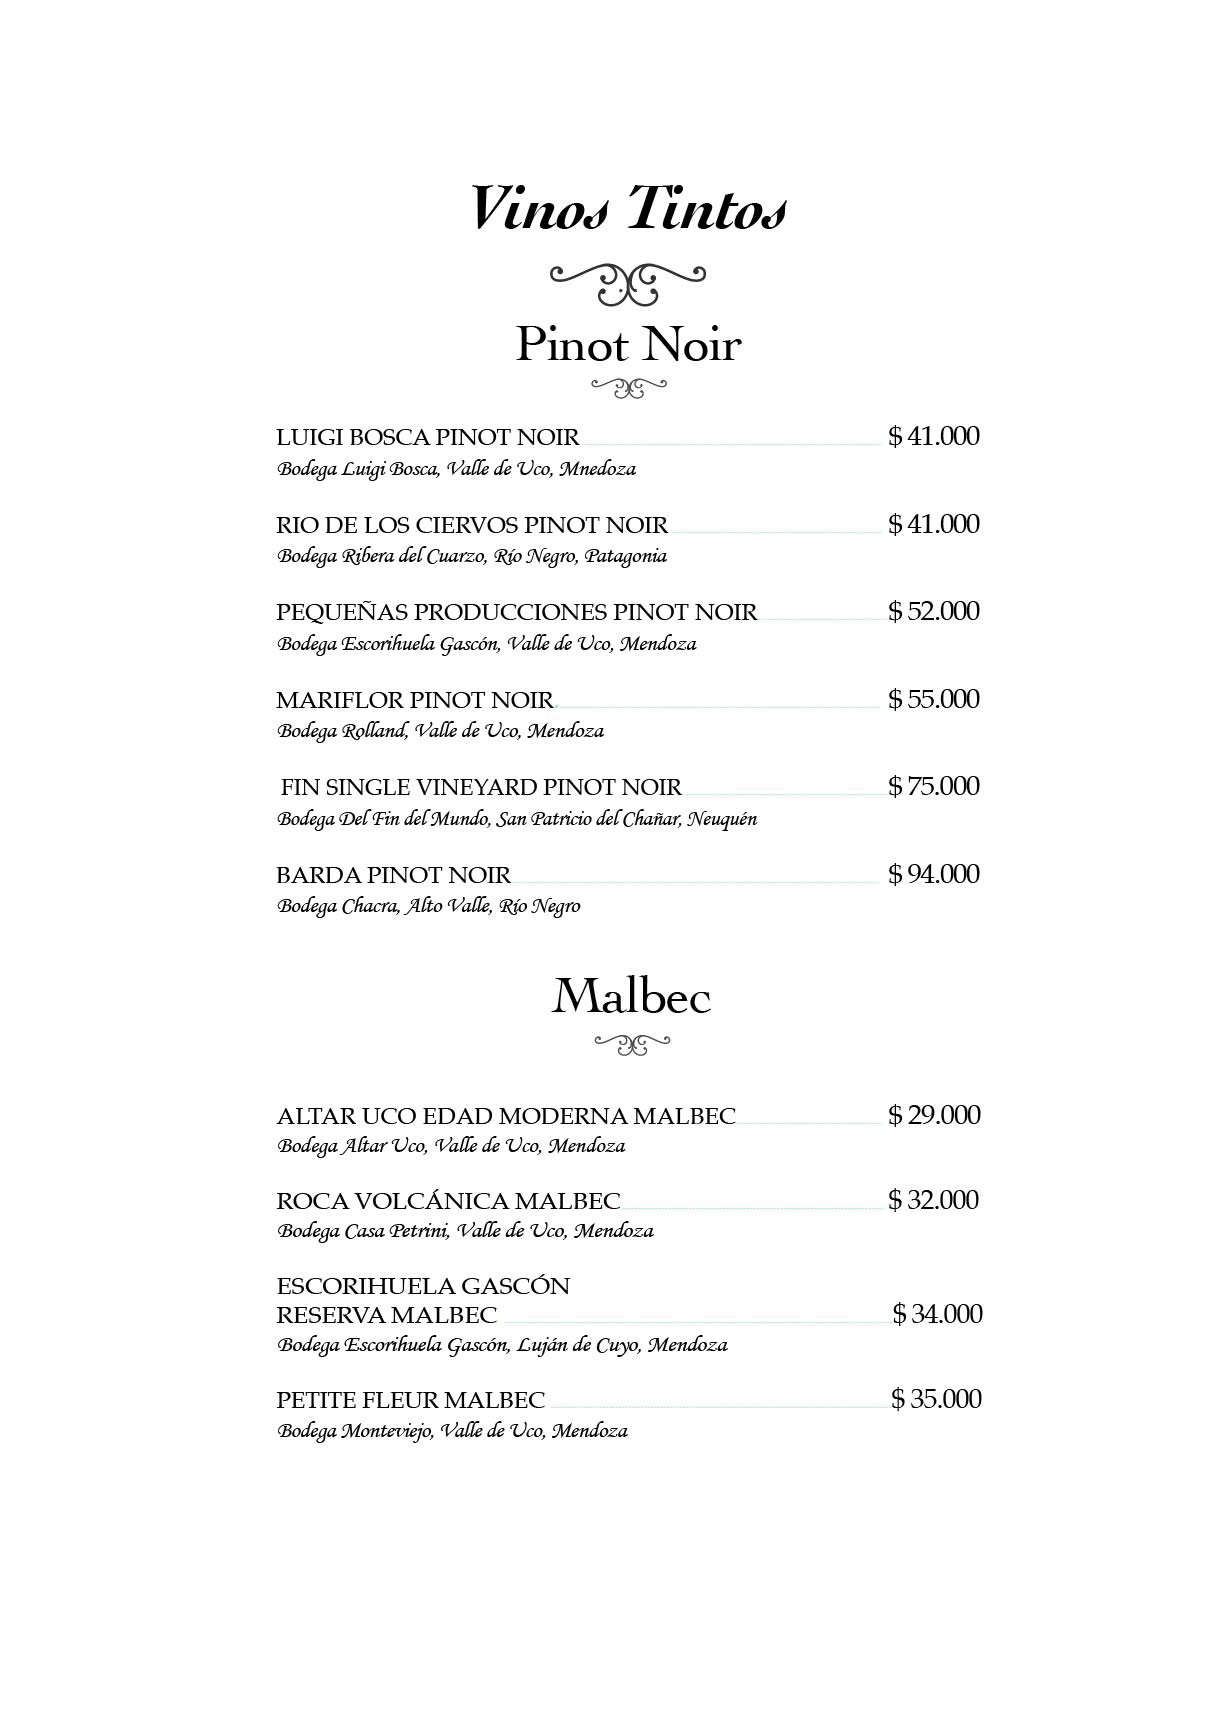 Vinos Tintos
Pinot Noir
LUIGI BOSCA PINOT NOIR $ 41.000
Bodega Luigi Bosca, Valle de Uco, Mnedoza
RIO DE LOS CIERVOS PINOT NOIR $ 41.000
Bodega Ribera del Cuarzo, Río Negro, Patagonia
PEQUEÑAS PRODUCCIONES PINOT NOIR $ 52.000
Bodega Escorihuela Gascón, Valle de Uco, Mendoza
MARIFLOR PINOT NOIR $ 55.000
Bodega Rolland, Valle de Uco, Mendoza
FIN SINGLE VINEYARD PINOT NOIR $ 75.000
Bodega Del Fin del Mundo, San Patricio del Chañar, Neuquén
BARDA PINOT NOIR $ 94.000
Bodega Chacra, Alto Valle, Río Negro
Malbec
ALTAR UCO EDAD MODERNA MALBEC $ 29.000
Bodega Altar Uco, Valle de Uco, Mendoza
ROCA VOLCÁNICA MALBEC $ 32.000
Bodega Casa Petrini, Valle de Uco, Mendoza
ESCORIHUELA GASCÓN
RESERVA MALBEC $ 34.000
Bodega Escorihuela Gascón, Luján de Cuyo, Mendoza
PETITE FLEUR MALBEC $ 35.000
Bodega Monteviejo, Valle de Uco, Mendoza